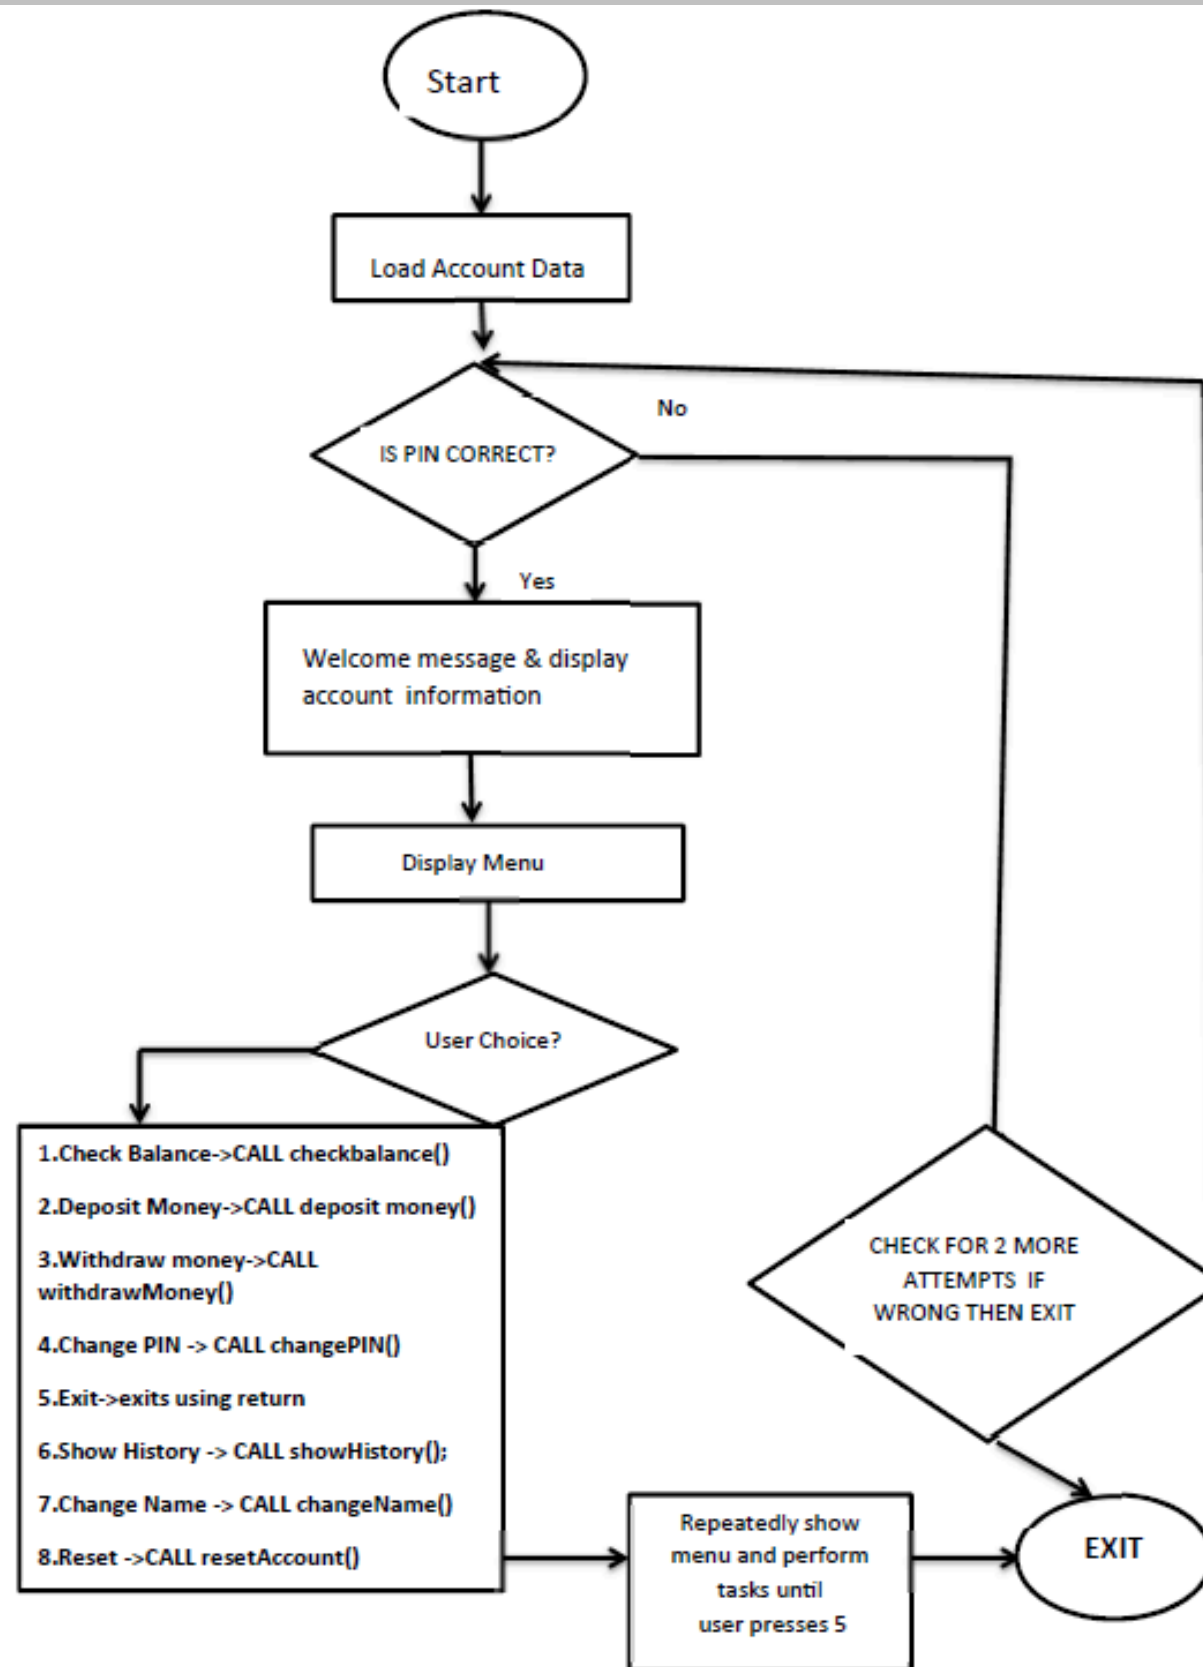 Start
Load Account Data
No
IS PIN CORRECT?
Yes
Welcome message & display
account information
Display Menu
User Choice?
1.Check Balance->CALL checkbalance()
2.Deposit Money->CALL deposit money()
3.Withdraw money->CALL
withdrawMoney()
4.Change PIN -> CALL changePIN()
5.Exit->exits using return
6.Show History -> CALL showHistory();
7.Change Name -> CALL changeName()
8.Reset ->CALL resetAccount()
CHECK FOR 2 MORE
ATTEMPTS IF
WRONG THEN EXIT
Repeatedly show
menu and perform
tasks until
user presses 5
EXIT